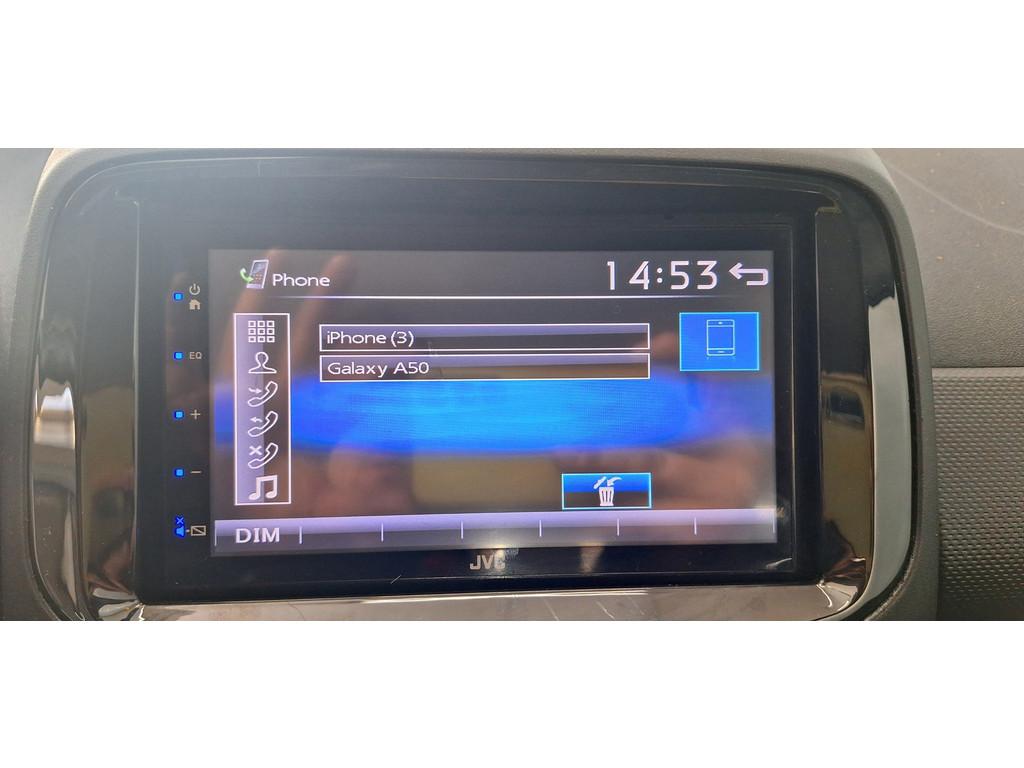 Phone
14:53
iPhone (3)
Galaxy A50
EQ
+
−
DIM
JVC